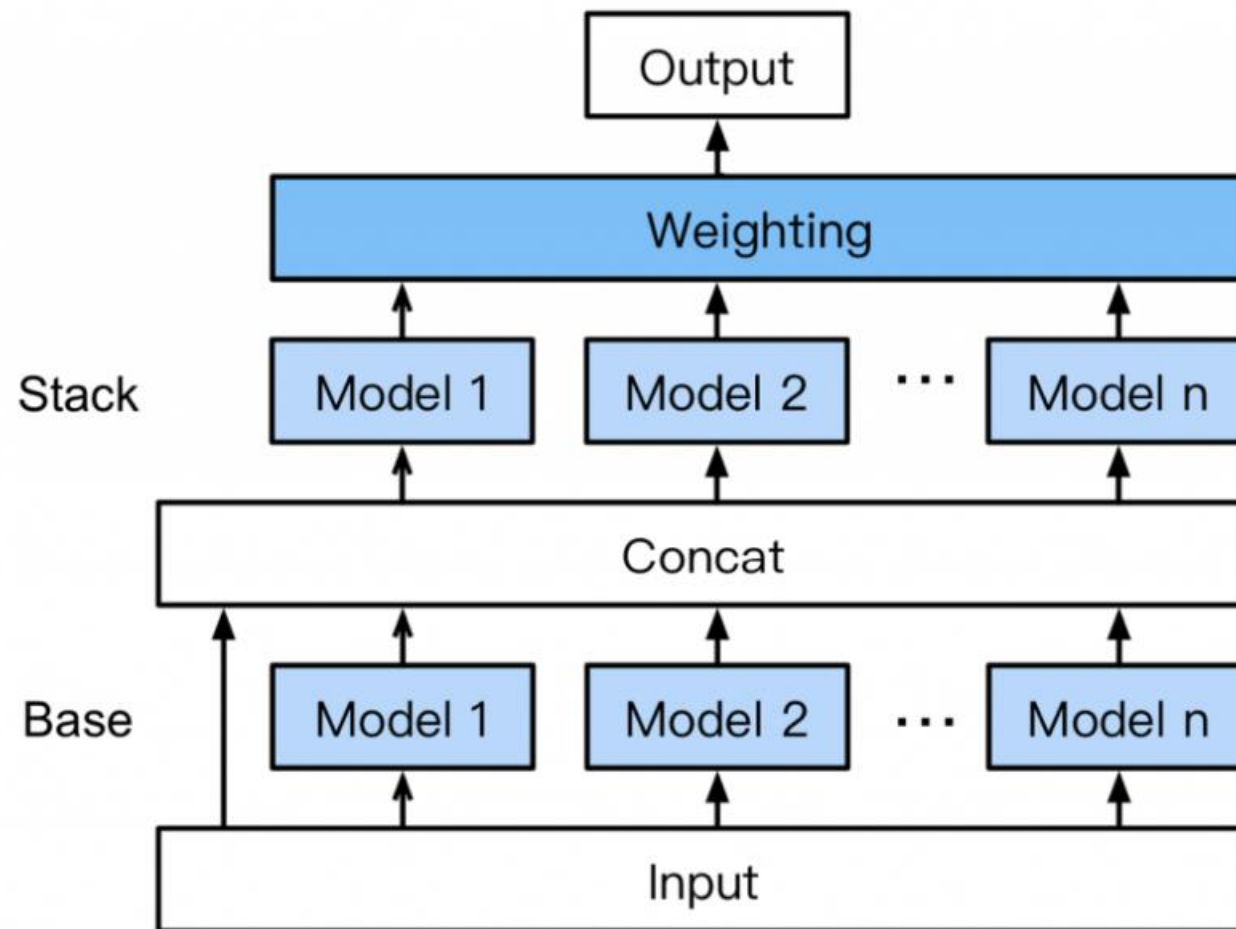 Output
Weighting
Stack
Model 1
Model 2
...
Model n
Concat
Base
Model 1
Model 2
...
Model n
Input